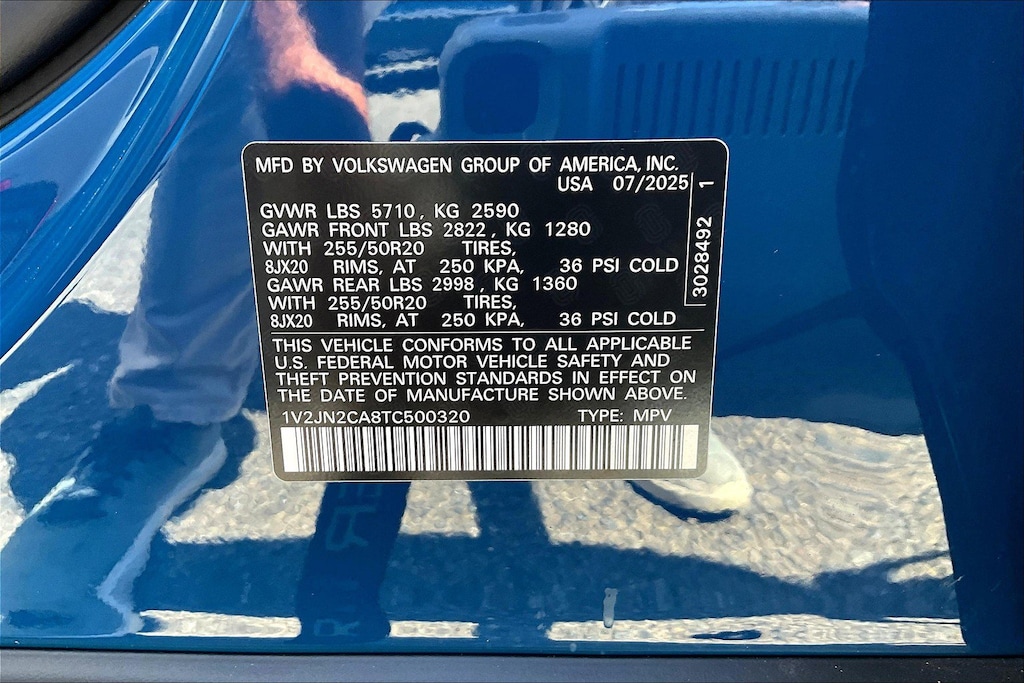 MFD BY VOLKSWAGEN GROUP OF AMERICA, INC.
USA 07/2025
GVWR LBS 5710, KG 2590
GAWR FRONT LBS 2822, KG 1280
WITH 255/50R20 TIRES,
8JX20 RIMS, AT 250 KPA, 36 PSI COLD
GAWR REAR LBS 2998, KG 1360
WITH 255/50R20 TIRES,
8JX20 RIMS, AT 250 KPA, 36 PSI COLD
THIS VEHICLE CONFORMS TO ALL APPLICABLE
U.S. FEDERAL MOTOR VEHICLE SAFETY AND
THEFT PREVENTION STANDARDS IN EFFECT ON
THE DATE OF MANUFACTURE SHOWN ABOVE.
1V2JN2CA8TC500320 TYPE: MPV
3028492 1